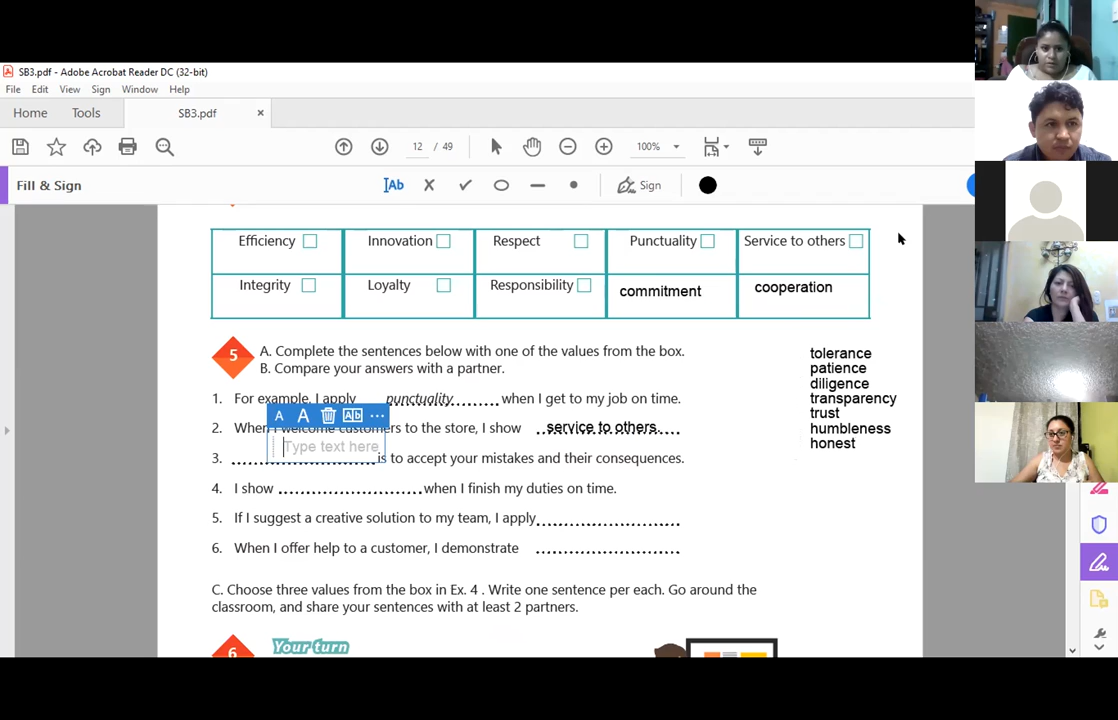 SB3.pdf - Adobe Acrobat Reader DC (32-bit)
File Edit View Sign Window Help
Home Tools SB3.pdf ×
12 / 49 100%
Fill & Sign Ab Sign
Efficiency Innovation Respect Punctuality Service to others
Integrity Loyalty Responsibility commitment cooperation
5 A. Complete the sentences below with one of the values from the box.
B. Compare your answers with a partner.
tolerance
patience
diligence
transparency
trust
humbleness
honest
1. For example, I apply punctuality when I get to my job on time.
A A Ab ...
2. When I welcome customers to the store, I show service to others.
Type text here
3. is to accept your mistakes and their consequences.
4. I show when I finish my duties on time.
5. If I suggest a creative solution to my team, I apply
6. When I offer help to a customer, I demonstrate
C. Choose three values from the box in Ex. 4 . Write one sentence per each. Go around the
classroom, and share your sentences with at least 2 partners.
6 Your turn